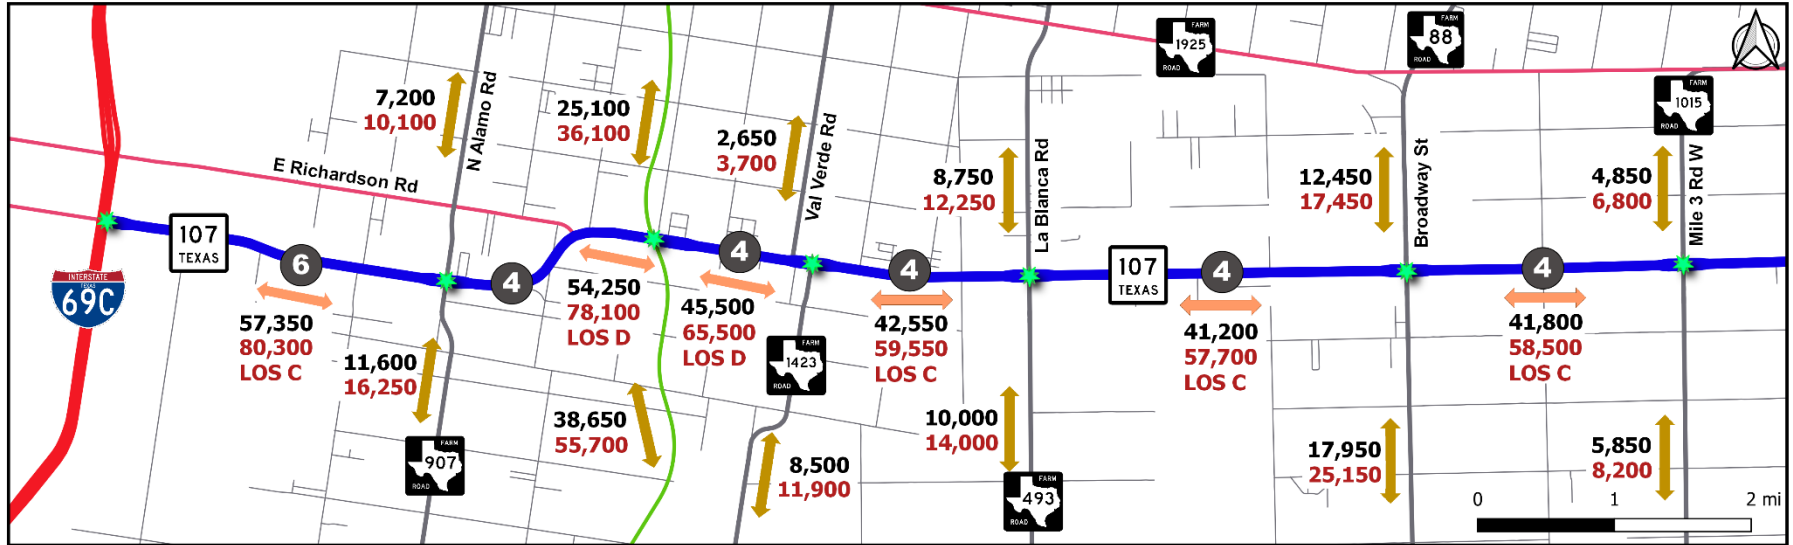 FARM
1925
ROAD
FARM
88
ROAD
FARM
1015
ROAD
7,200
10,100
N Alamo Rd
25,100
36,100
2,650
3,700
Val Verde Rd
8,750
12,250
La Blanca Rd
12,450
17,450
Broadway St
4,850
6,800
Mile 3 Rd W
E Richardson Rd
107
TEXAS
6
4
4
4
107
TEXAS
4
4
INTERSTATE
TEXAS
69C
57,350
80,300
LOS C
54,250
78,100
LOS D
45,500
65,500
LOS D
42,550
59,550
LOS C
41,200
57,700
LOS C
41,800
58,500
LOS C
11,600
16,250
FARM
1423
ROAD
38,650
55,700
10,000
14,000
17,950
25,150
5,850
8,200
FARM
907
ROAD
8,500
11,900
FARM
493
ROAD
0 1 2 mi